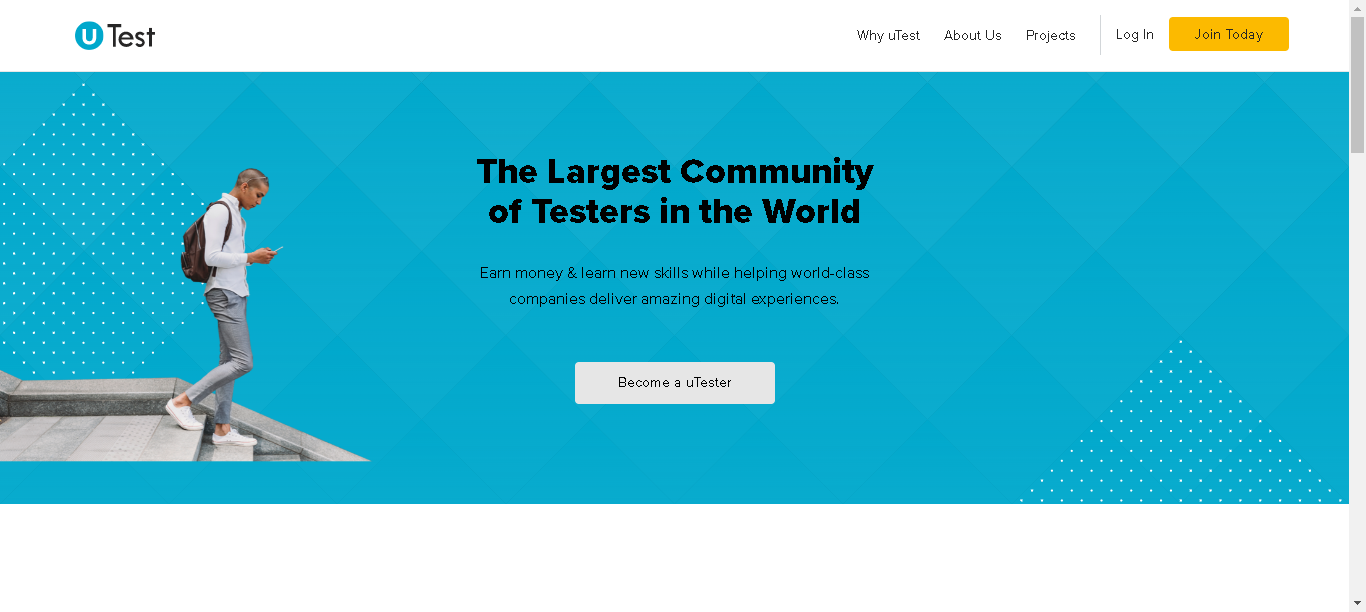 uTest
Why uTest
About Us
Projects
Log In
Join Today
The Largest Community
of Testers in the World
Earn money & learn new skills while helping world-class
companies deliver amazing digital experiences.
Become a uTester